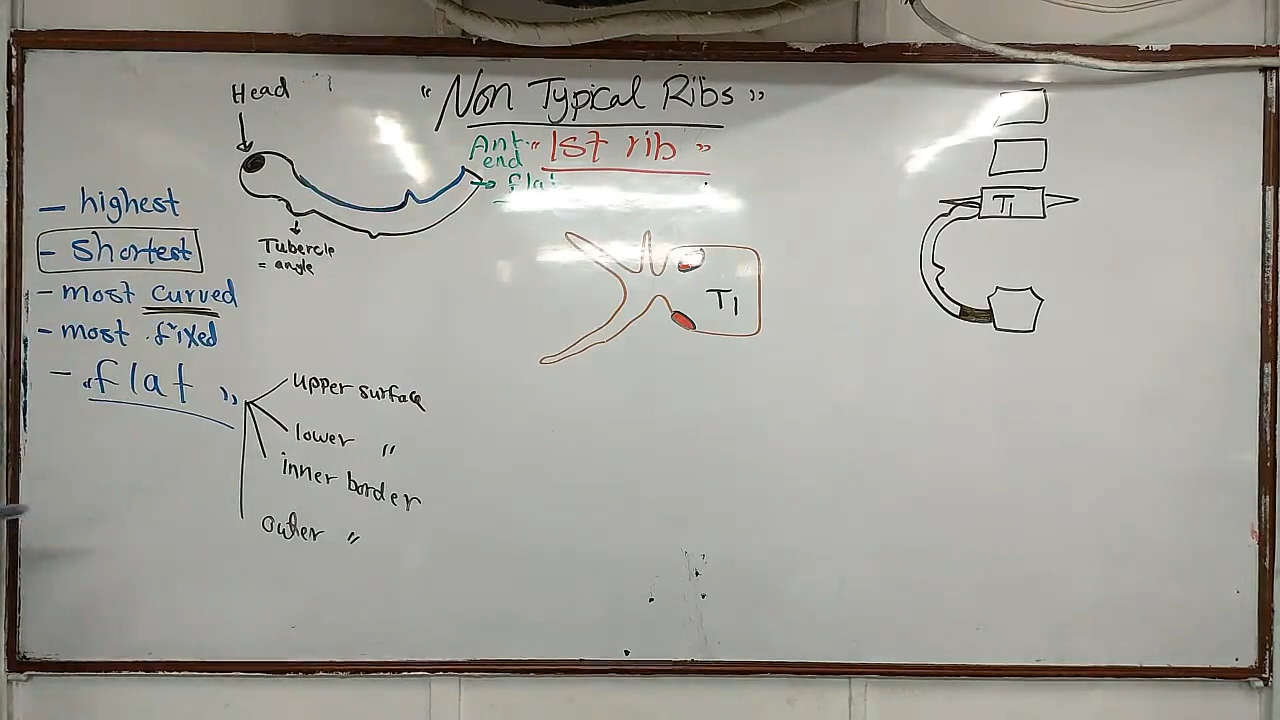 Head
"Non Typical Ribs"
Ant. end
"1st rib"
→ flat
- highest
- shortest
- most curved
- most fixed
- "flat"
Tubercle
= angle
upper surface
lower "
inner border
outer "
T1
T1